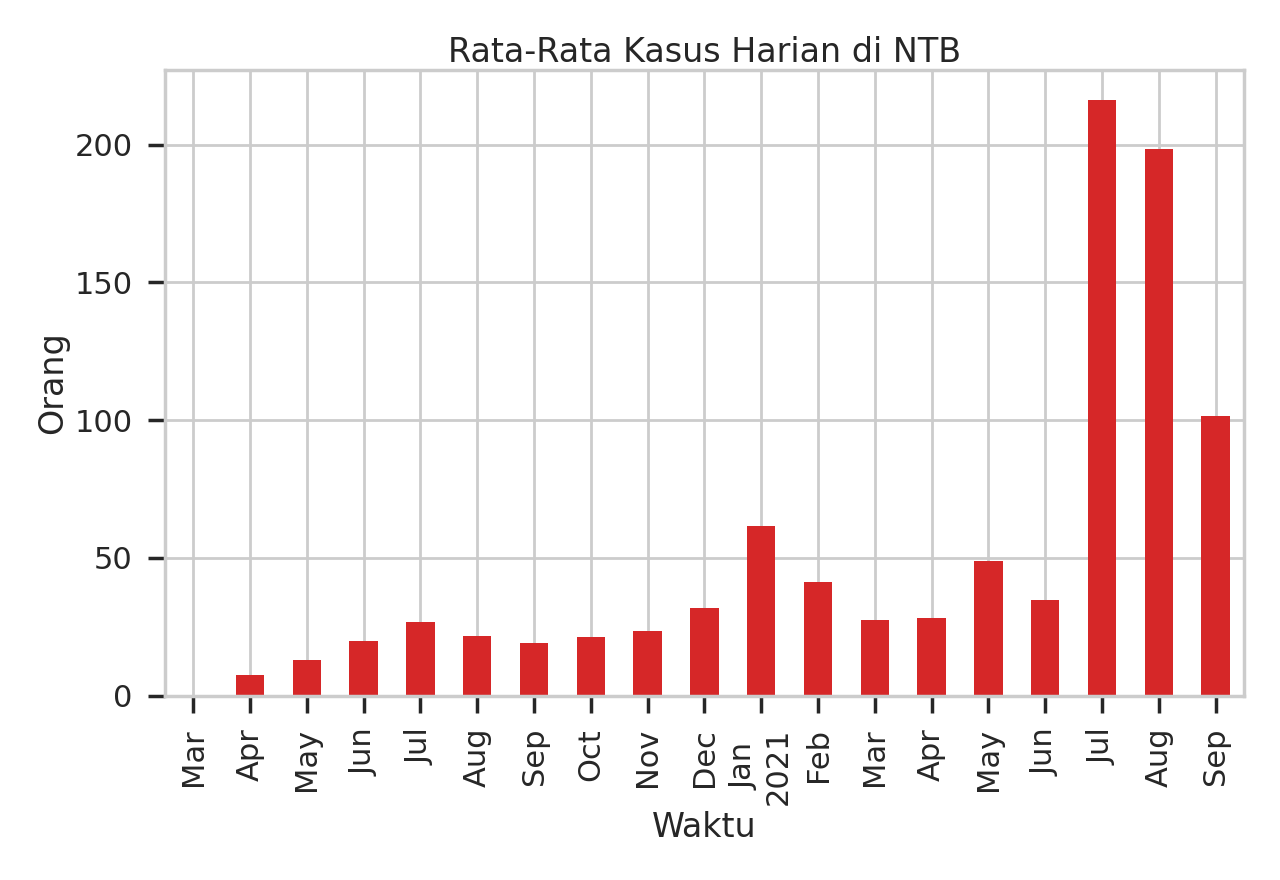 Rata-Rata Kasus Harian di NTB
200
150
100
50
0
Orang
Mar
Apr
May
Jun
Jul
Aug
Sep
Oct
Nov
Dec
Jan
2021
Feb
Mar
Apr
May
Jun
Jul
Aug
Sep
Waktu